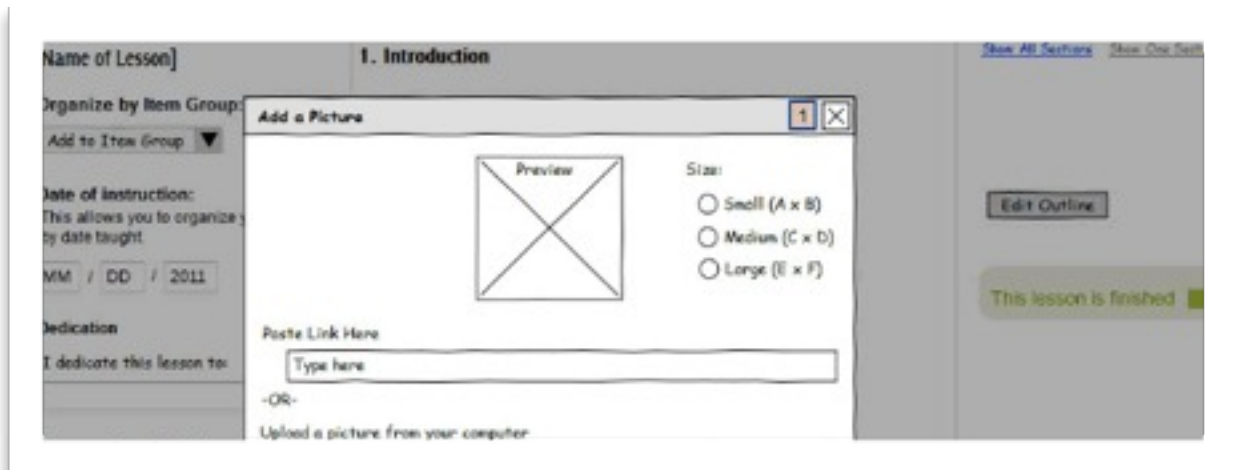 Name of Lesson]
Organize by Item Group:
Add to Item Group
Date of instruction:
This allows you to organize
by date taught
MM / DD / 2011
Dedication
I dedicate this lesson to:
1. Introduction
Add a Picture
1
Preview
Size:
Small (A x B)
Medium (C x D)
Large (E x F)
Paste Link Here
Type here
-OR-
Upload a picture from your computer
Show All Sections Show One
Edit Outline
This lesson is finished